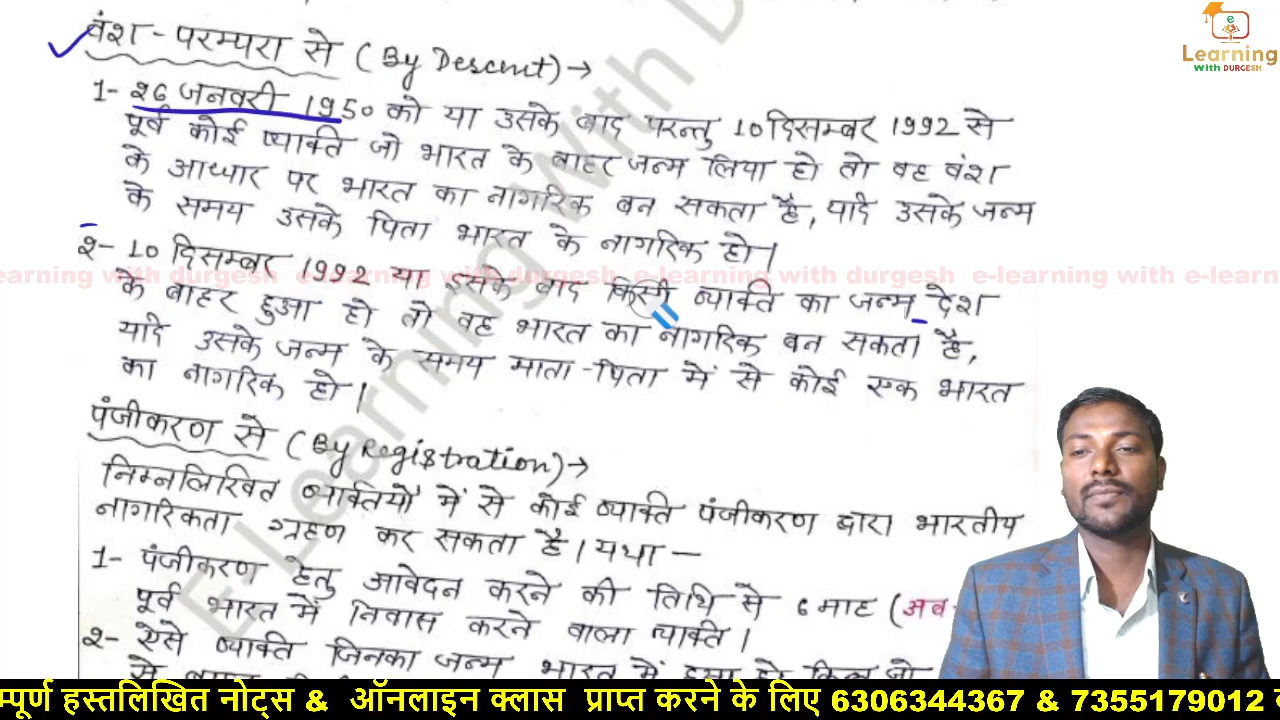 e
Learning
With DURGESH
वंश - परम्परा से (By Descent) →
1- 26 जनवरी 1950 को या उसके बाद परन्तु 10 दिसम्बर 1992 से
पूर्व कोई व्यक्ति जो भारत के बाहर जन्म लिया हो तो वह वंश
के आधार पर भारत का नागरिक बन सकता है, यदि उसके जन्म
के समय उसके पिता भारत के नागरिक हो।
2- 10 दिसम्बर 1992 या इसके बाद किसी व्यक्ति का जन्म देश
earning with durgesh e-learning with durgesh e-learning with durgesh e-learning with e-learn
के बाहर हुआ हो तो वह भारत का नागरिक बन सकता है,
यदि उसके जन्म के समय माता-पिता में से कोई एक भारत
का नागरिक हो।
पंजीकरण से (By Registration) →
निम्नलिखित व्यक्तियों में से कोई व्यक्ति पंजीकरण द्वारा भारतीय
नागरिकता ग्रहण कर सकता है। यथा —
1- पंजीकरण हेतु आवेदन करने की तिथि से 6 माह (अब
पूर्व भारत में निवास करने वाला व्यक्ति।
2- ऐसे व्यक्ति जिनका जन्म भारत में
E Learning With D
म्पूर्ण हस्तलिखित नोट्स & ऑनलाइन क्लास प्राप्त करने के लिए 6306344367 & 7355179012